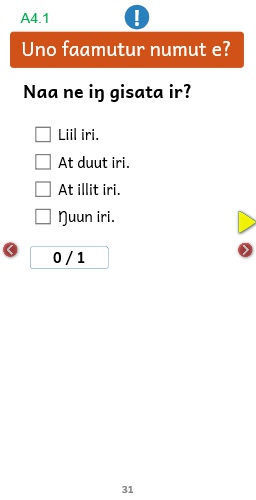 A4.1
Uno faamutur numut e?
Naa ne iŋ gisata ir?
Liil iri.
At duut iri.
At illit iri.
Ŋuun iri.
0 / 1
31